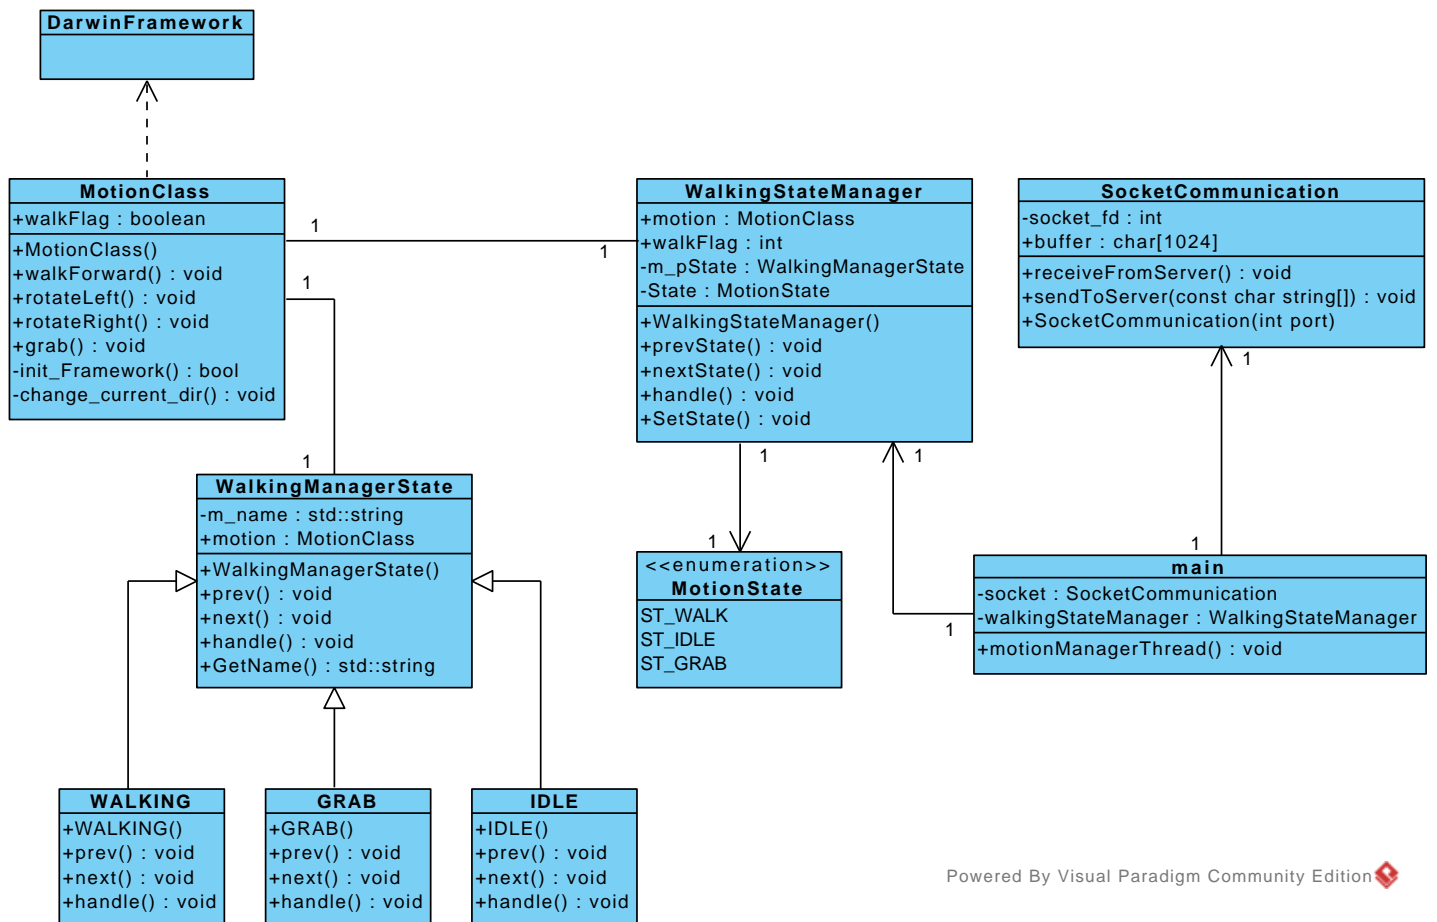 DarwinFramework
MotionClass
+walkFlag : boolean
+MotionClass()
+walkForward() : void
+rotateLeft() : void
+rotateRight() : void
+grab() : void
-init_Framework() : bool
-change_current_dir() : void
1
1
1
1
WalkingStateManager
+motion : MotionClass
+walkFlag : int
-m_pState : WalkingManagerState
-State : MotionState
+WalkingStateManager()
+prevState() : void
+nextState() : void
+handle() : void
+SetState() : void
SocketCommunication
-socket_fd : int
+buffer : char[1024]
+receiveFromServer() : void
+sendToServer(const char string[]) : void
+SocketCommunication(int port)
1
1
1
1
1
1
WalkingManagerState
-m_name : std::string
+motion : MotionClass
+WalkingManagerState()
+prev() : void
+next() : void
+handle() : void
+GetName() : std::string
<<enumeration>>
MotionState
ST_WALK
ST_IDLE
ST_GRAB
main
-socket : SocketCommunication
-walkingStateManager : WalkingStateManager
+motionManagerThread() : void
WALKING
+WALKING()
+prev() : void
+next() : void
+handle() : void
GRAB
+GRAB()
+prev() : void
+next() : void
+handle() : void
IDLE
+IDLE()
+prev() : void
+next() : void
+handle() : void
Powered By Visual Paradigm Community Edition